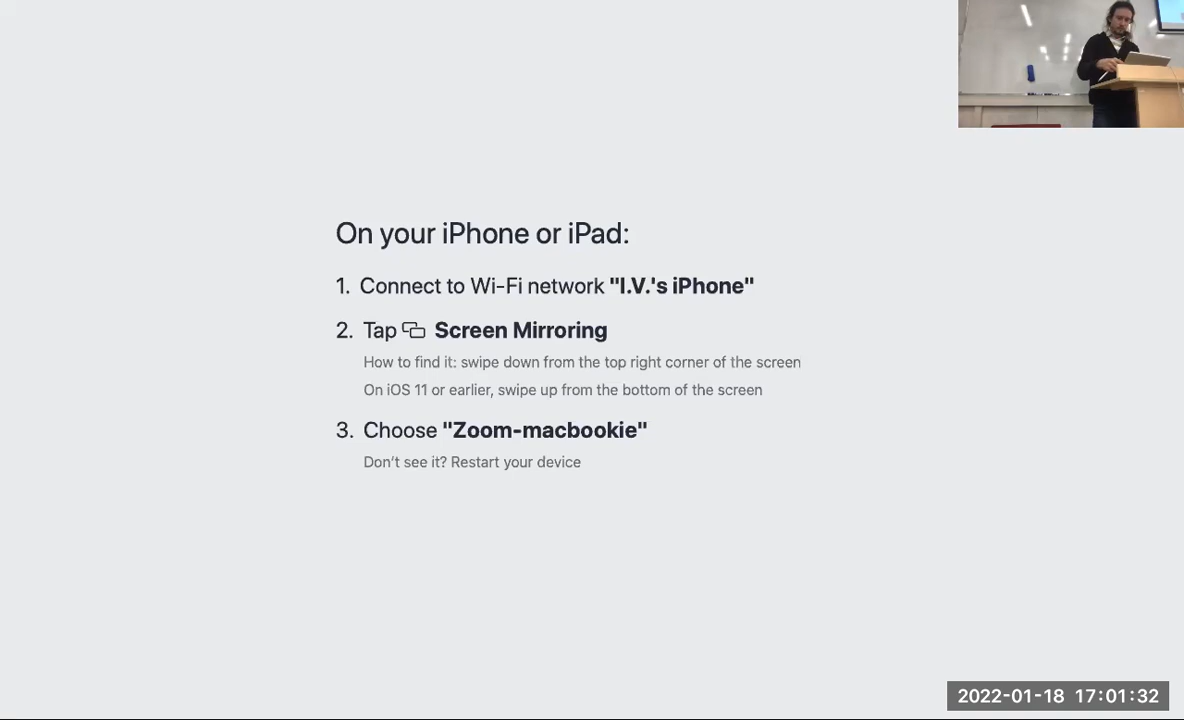 On your iPhone or iPad:
1. Connect to Wi-Fi network "I.V.'s iPhone"
2. Tap Screen Mirroring
How to find it: swipe down from the top right corner of the screen
On iOS 11 or earlier, swipe up from the bottom of the screen
3. Choose "Zoom-macbookie"
Don't see it? Restart your device
2022-01-18 17:01:32